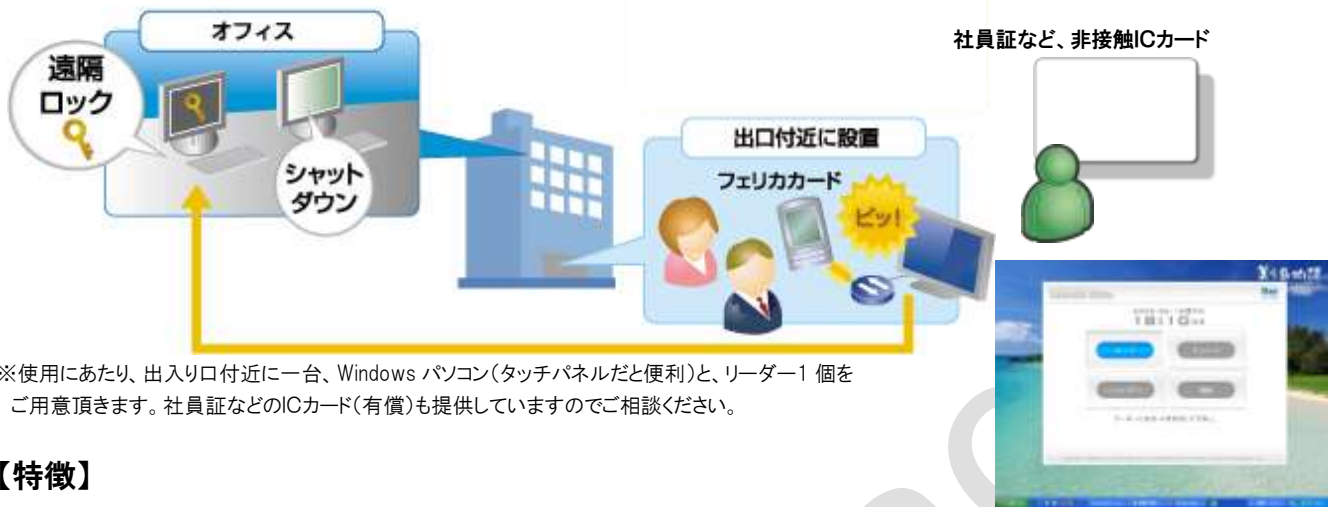 オフィス
遠隔
ロック
シャット
ダウン
社員証など、非接触ICカード
出口付近に設置
フェリカカード
ピッ!
※使用にあたり、出入り口付近に一台、Windows パソコン(タッチパネルだと便利)と、リーダー1 個を
ご用意頂きます。社員証などのICカード(有償)も提供していますのでご相談ください。
【特徴】